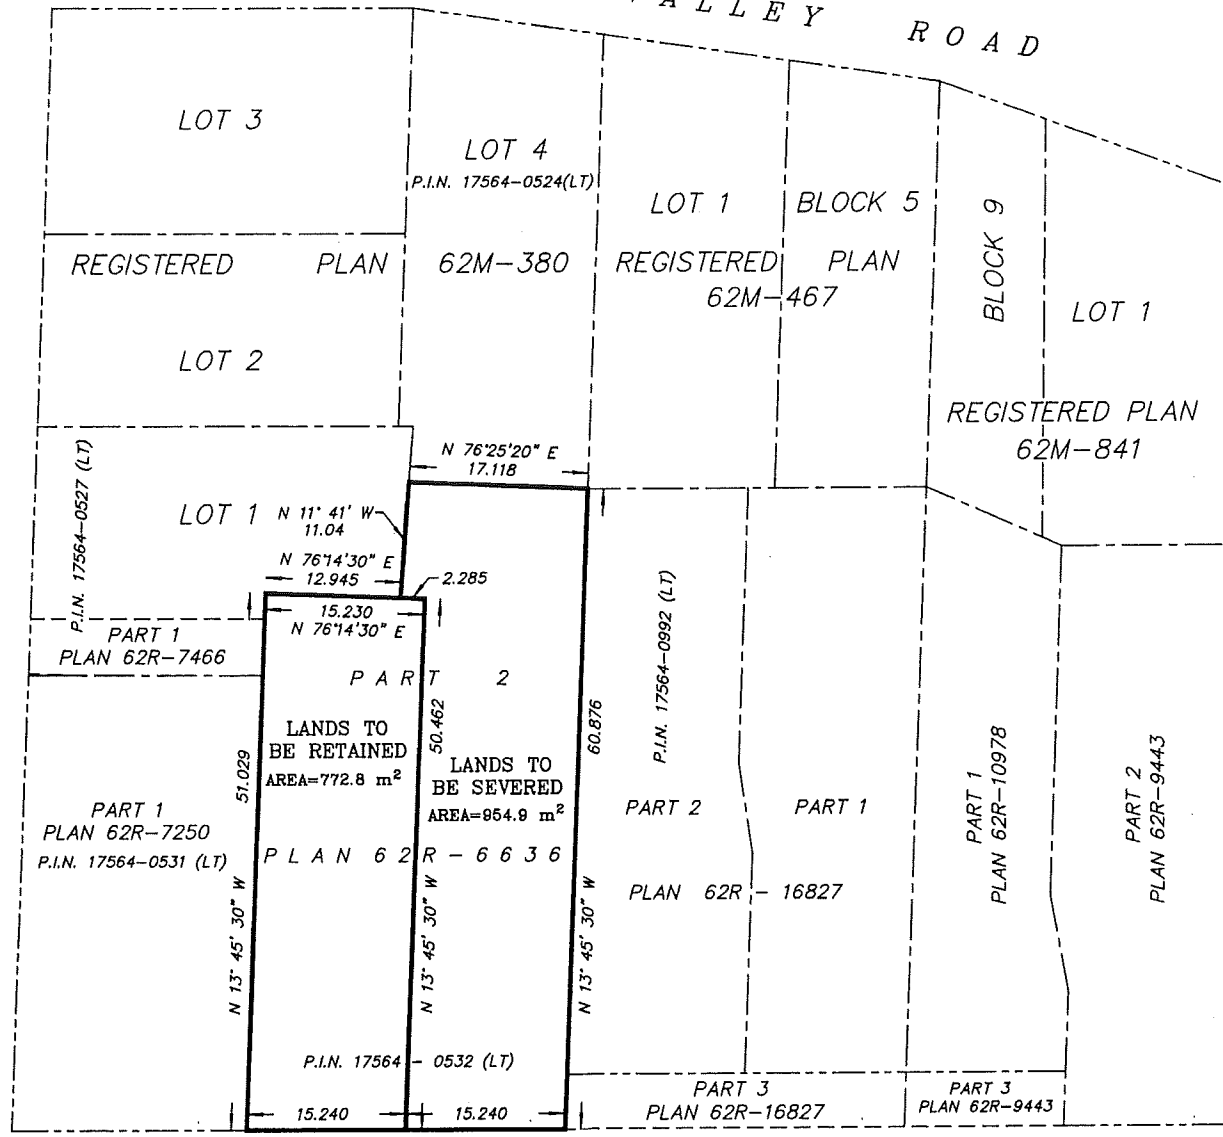 VALLEY ROAD
LOT 3
LOT 4
P.I.N. 17564-0524(LT)
LOT 1
BLOCK 5
BLOCK 9
REGISTERED PLAN 62M-380
REGISTERED PLAN
62M-467
LOT 1
LOT 2
REGISTERED PLAN
62M-841
P.I.N. 17564-0527 (LT)
N 76°25'20" E
17.118
LOT 1
N 11° 41' W
11.04
N 76°14'30" E
12.945
2.285
15.230
N 76°14'30" E
PART 1
PLAN 62R-7466
PART 2
P.I.N. 17564-0992 (LT)
51.029
50.462
60.876
LANDS TO
BE RETAINED
AREA=772.8 m²
LANDS TO
BE SEVERED
AREA=954.9 m²
PART 1
PLAN 62R-7250
P.I.N. 17564-0531 (LT)
PLAN 62R-6636
PART 2
PART 1
PLAN 62R - 16827
PART 1
PLAN 62R-10978
PART 2
PLAN 62R-9443
N 13° 45' 30" W
N 13° 45' 30" W
N 13° 45' 30" W
P.I.N. 17564 - 0532 (LT)
15.240
15.240
PART 3
PLAN 62R-16827
PART 3
PLAN 62R-9443